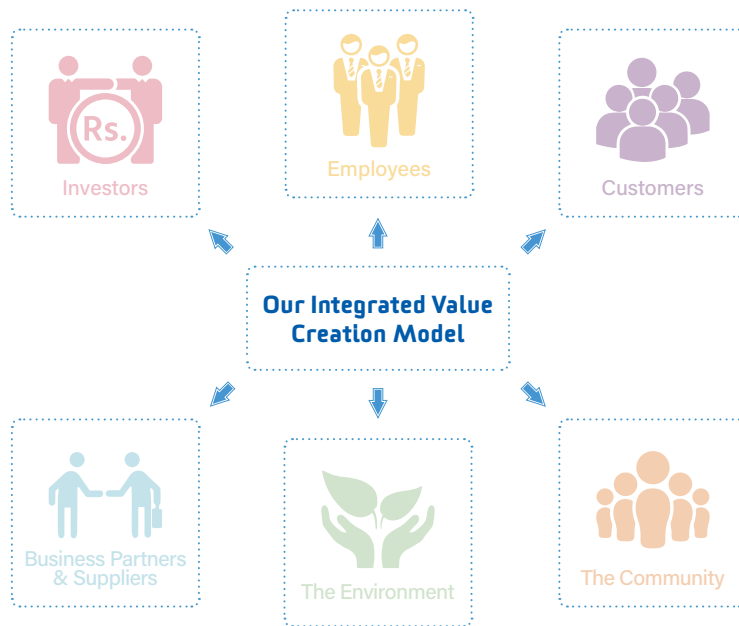 Rs.
Investors
Employees
Customers
Our Integrated Value
Creation Model
Business Partners
& Suppliers
The Environment
The Community